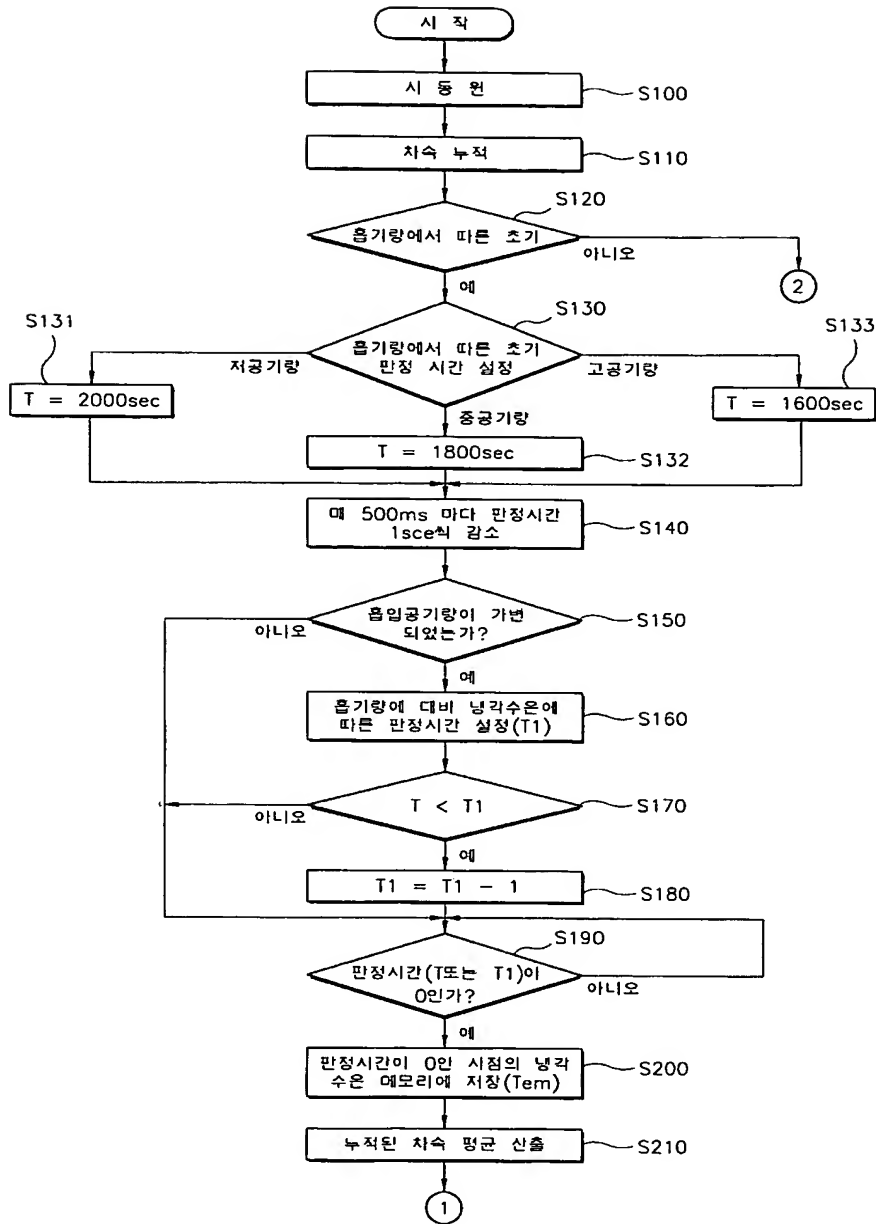 시 작
시 동 원
S100
차속 누적
S110
S120
흡기량에서 따른 초기
아니오
2
예
S130
S131
S133
흡기량에서 따른 초기
판정 시간 설정
저공기량
고공기량
T = 2000sec
T = 1600sec
중공기량
T = 1800sec
S132
매 500ms 마다 판정시간
1sce씩 감소
S140
흡입공기량이 가변
되었는가?
S150
아니오
예
흡기량에 대비 냉각수은에
따른 판정시간 설정(T1)
S160
T < T1
S170
아니오
예
T1 = T1 - 1
S180
S190
판정시간(T또는 T1)이
0인가?
아니오
예
판정시간이 0안 시점의 냉각
수은 메모리에 저장(Tem)
S200
누적된 차속 평균 산출
S210
1